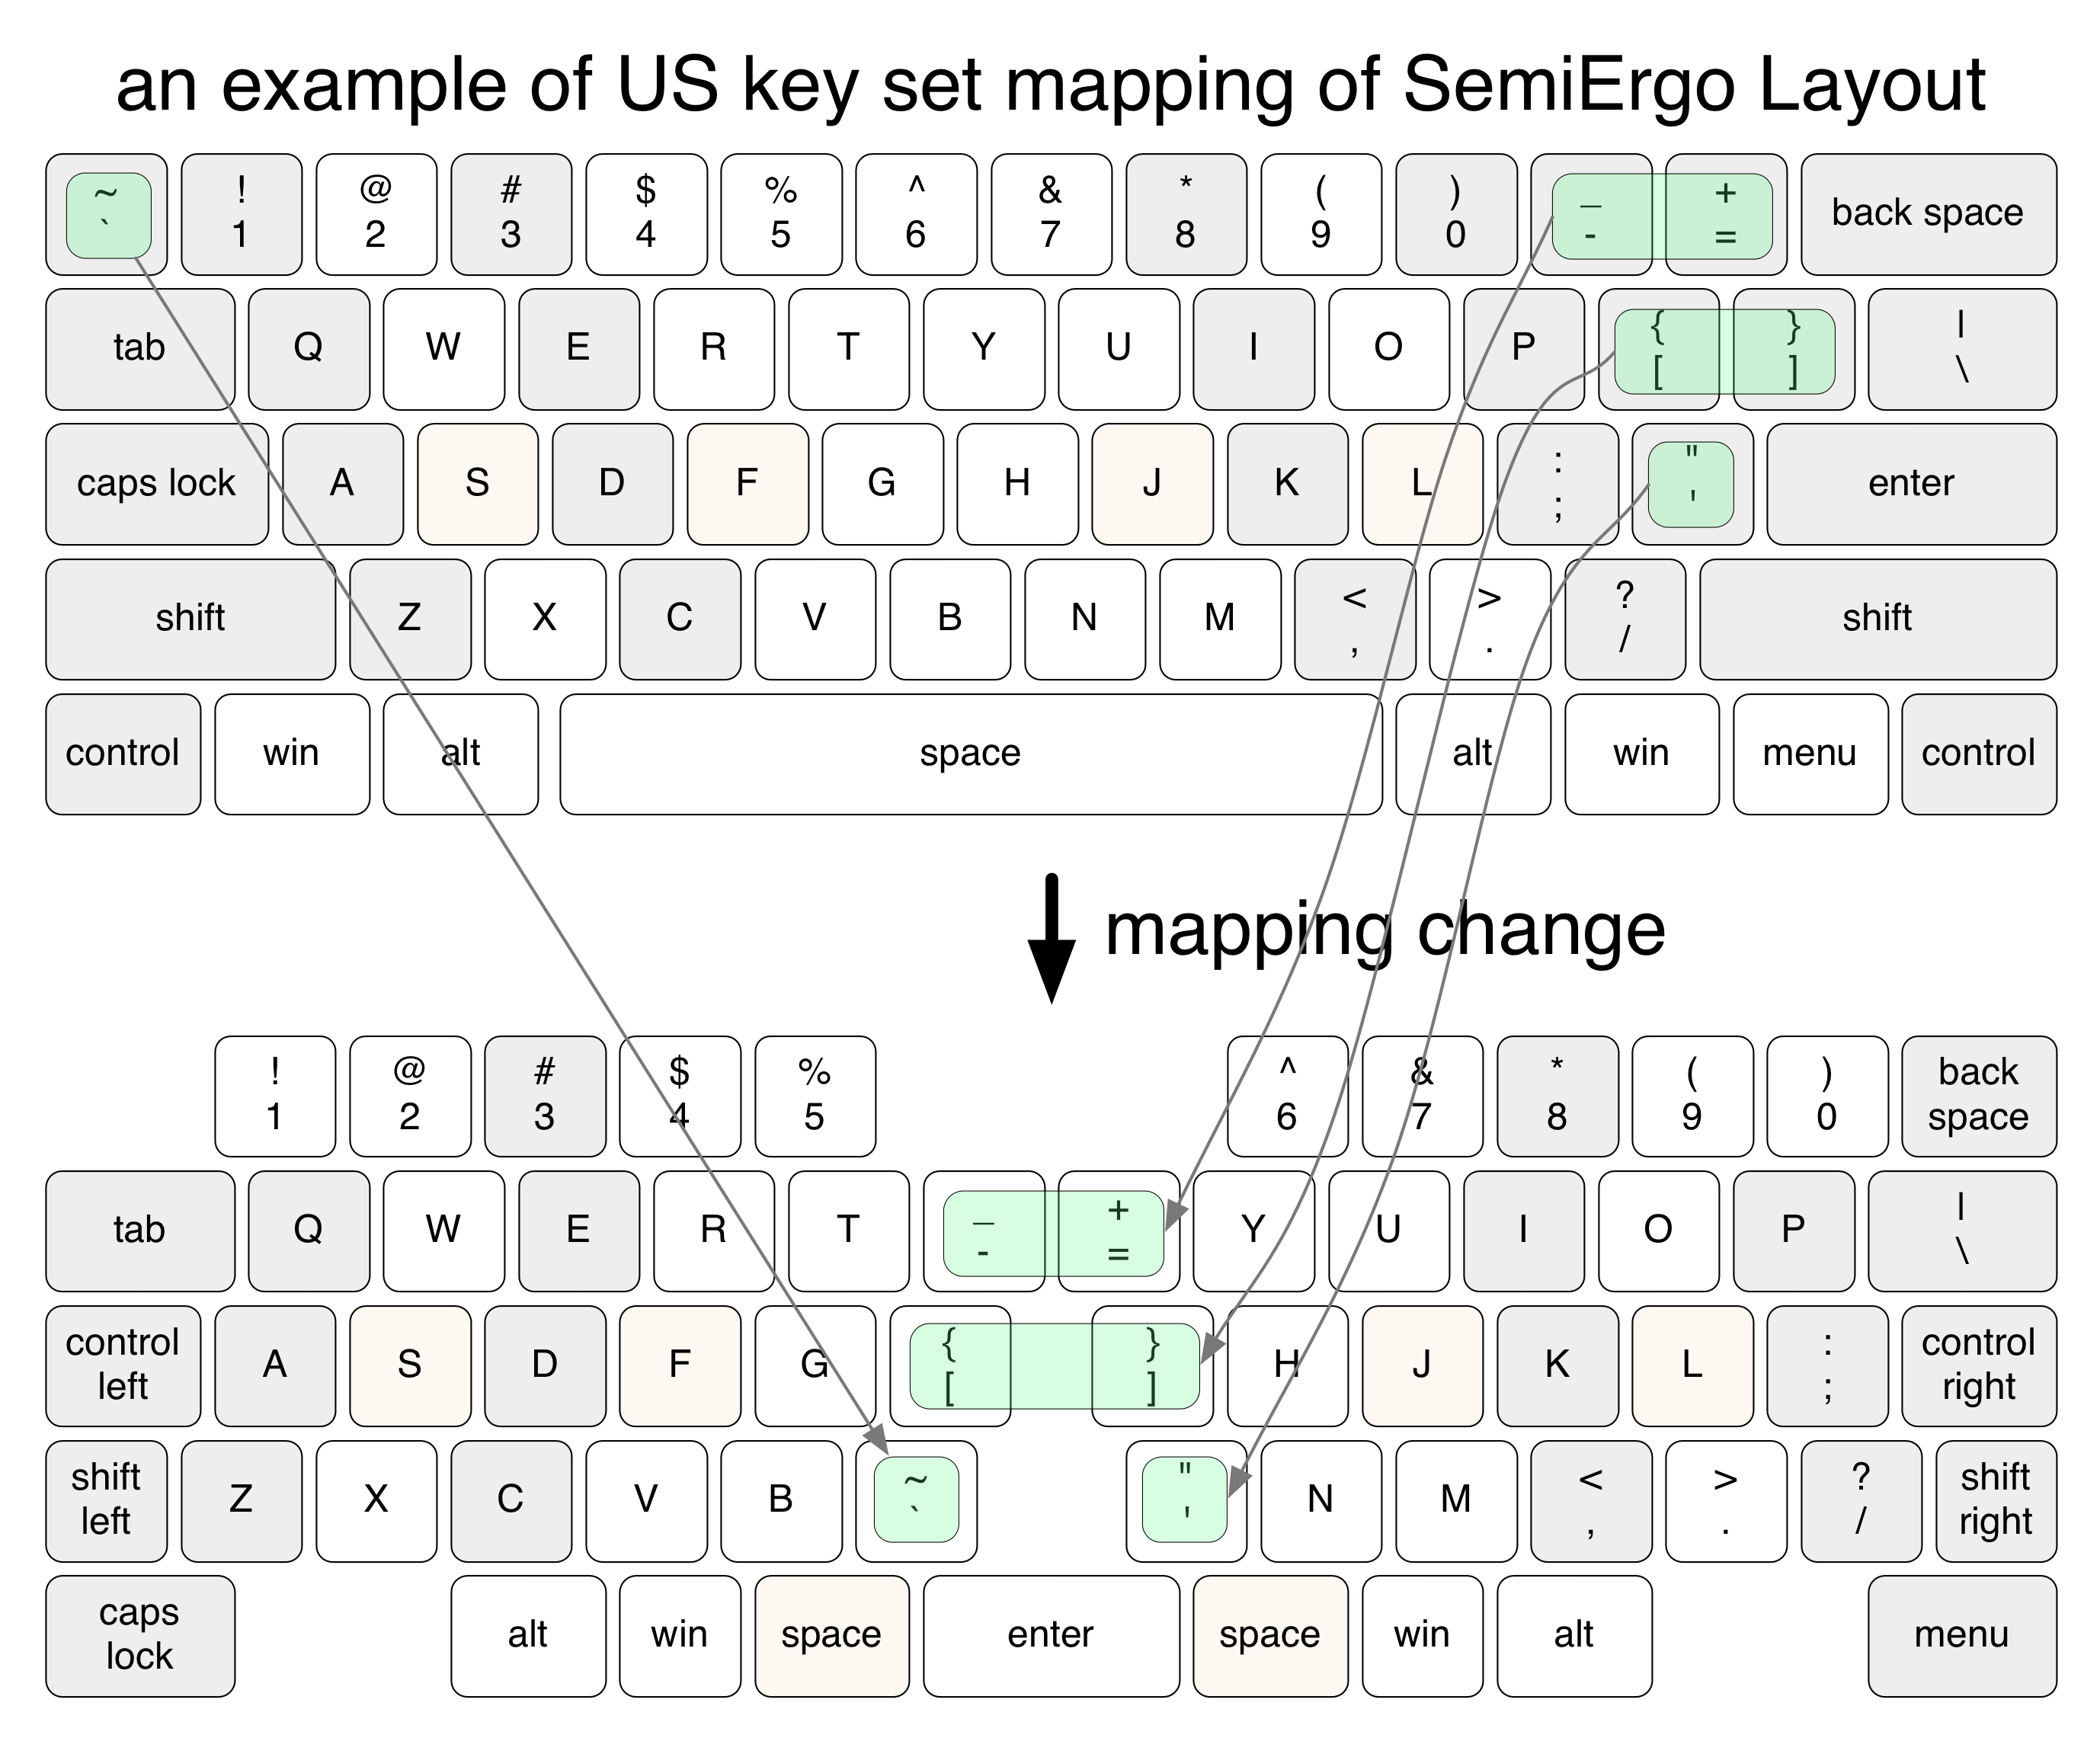 an example of US key set mapping of SemiErgo Layout
~ ! @ # $ % ^ & * ( ) _ +
` 1 2 3 4 5 6 7 8 9 0 - = back space
tab Q W E R T Y U I O P { } |
[ ] \
caps lock A S D F G H J K L : " enter
; '
shift Z X C V B N M < > ? shift
, . /
control win alt space alt win menu control
mapping change
! @ # $ % ^ & * ( ) back
1 2 3 4 5 6 7 8 9 0 space
tab Q W E R T _ + Y U I O P |
- = \
control A S D F G { } H J K L : control
left [ ] ; right
shift Z X C V B ~ " N M < > ? shift
left ` ' , . / right
caps alt win space enter space win alt menu
lock